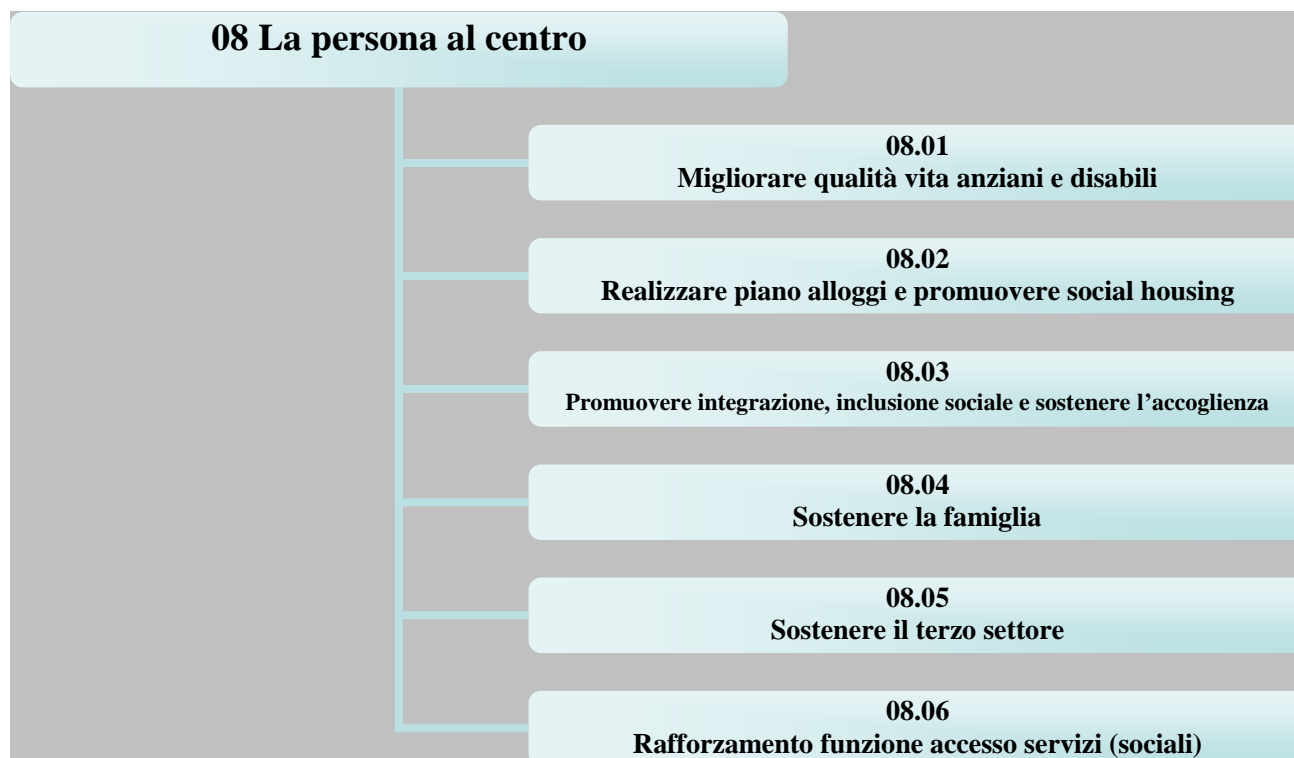 08 La persona al centro
08.01
Migliorare qualità vita anziani e disabili
08.02
Realizzare piano alloggi e promuovere social housing
08.03
Promuovere integrazione, inclusione sociale e sostenere l’accoglienza
08.04
Sostenere la famiglia
08.05
Sostenere il terzo settore
08.06
Rafforzamento funzione accesso servizi (sociali)